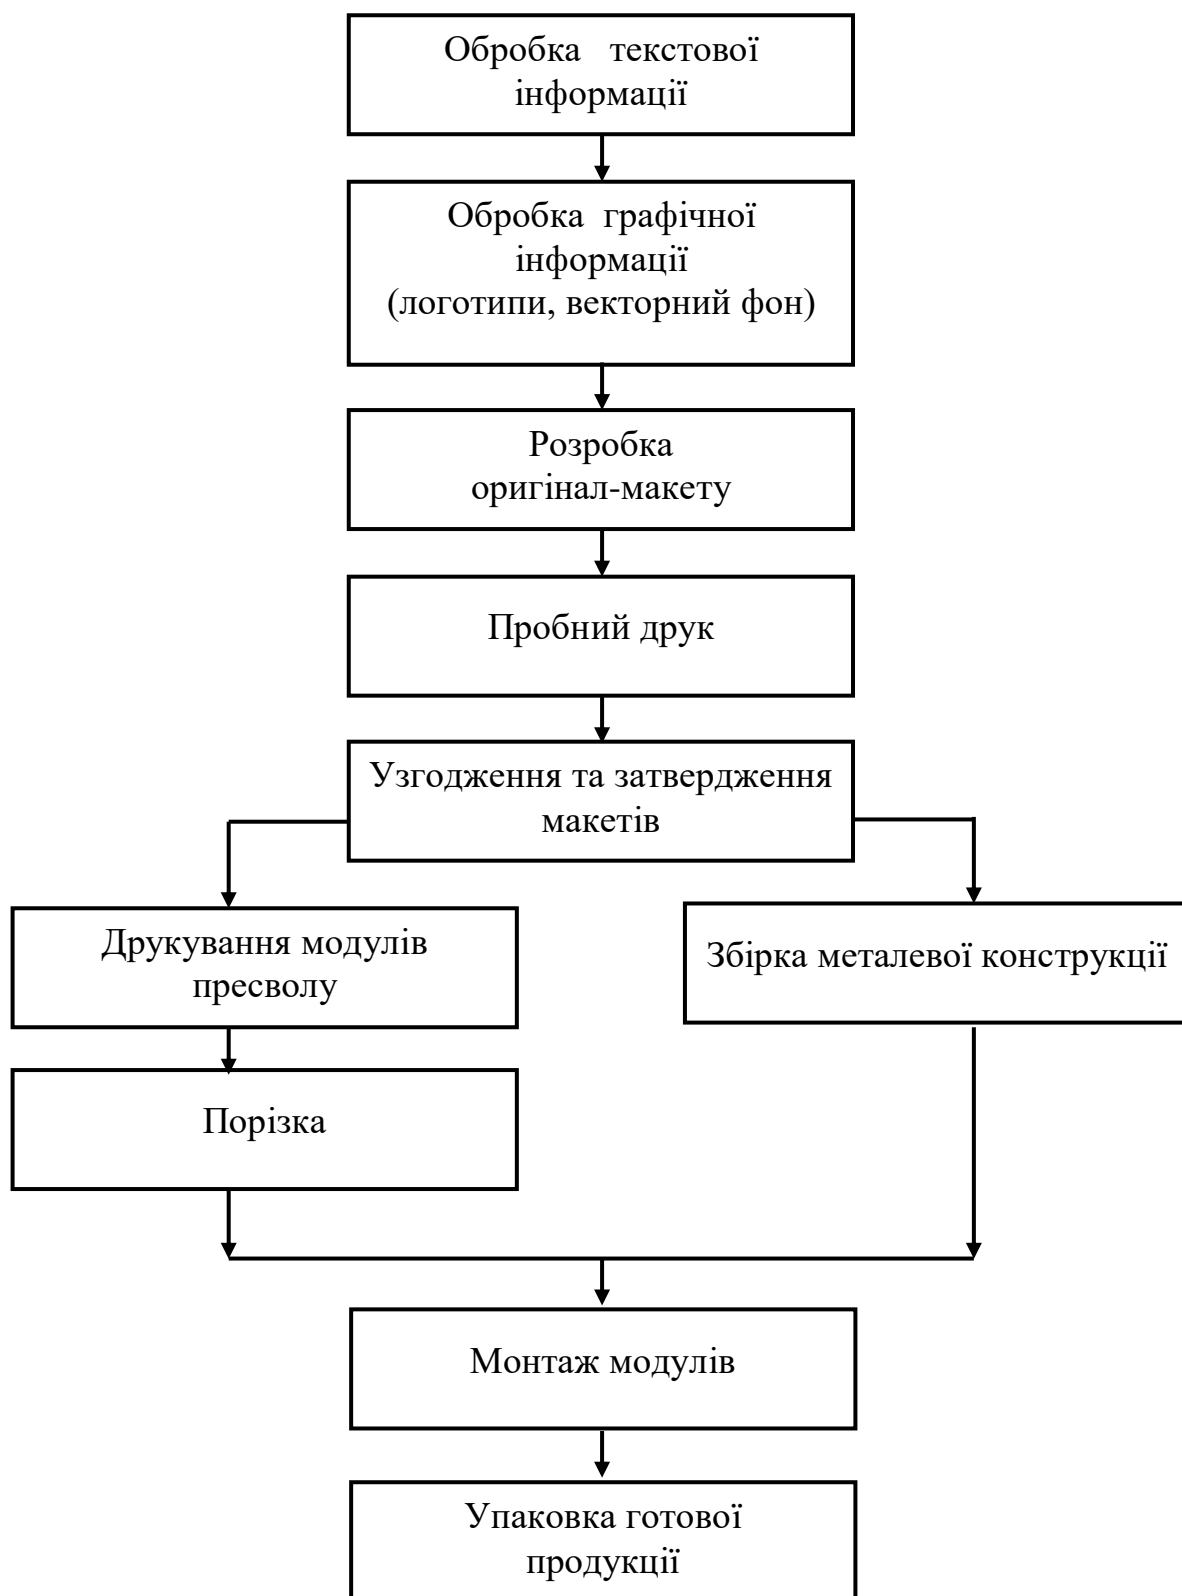 Обробка текстової
інформації
Обробка графічної
інформації
(логотипи, векторний фон)
Розробка
оригінал-макету
Пробний друк
Узгодження та затвердження
макетів
Друкування модулів
пресволу
Збірка металевої конструкції
Порізка
Монтаж модулів
Упаковка готової
продукції